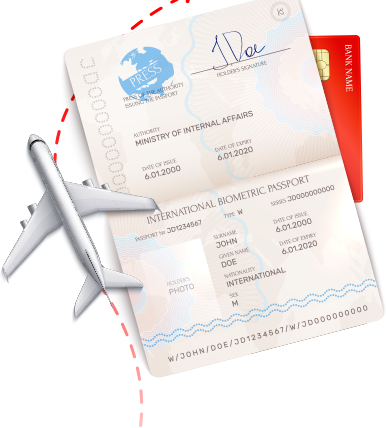 PRESS
J.Doe
HOLDER'S SIGNATURE
PRESS OF THE AUTHORITY
ISSUING THE PASSPORT
AUTHORITY
MINISTRY OF INTERNAL AFFAIRS
DATE OF ISSUE
6.01.2000
DATE OF EXPIRY
6.01.2020
BANK NAME
INTERNATIONAL BIOMETRIC PASSPORT
PASSPORT № JD1234567
TYPE W
SERIES JD000000000
SURNAME
JOHN
DATE OF ISSUE
6.01.2000
GIVEN NAME
DOE
DATE OF EXPIRY
6.01.2020
NATIONALITY
INTERNATIONAL
HOLDER'S
PHOTO
SEX
M
W/JOHN/DOE/JD1234567/W/JD000000000